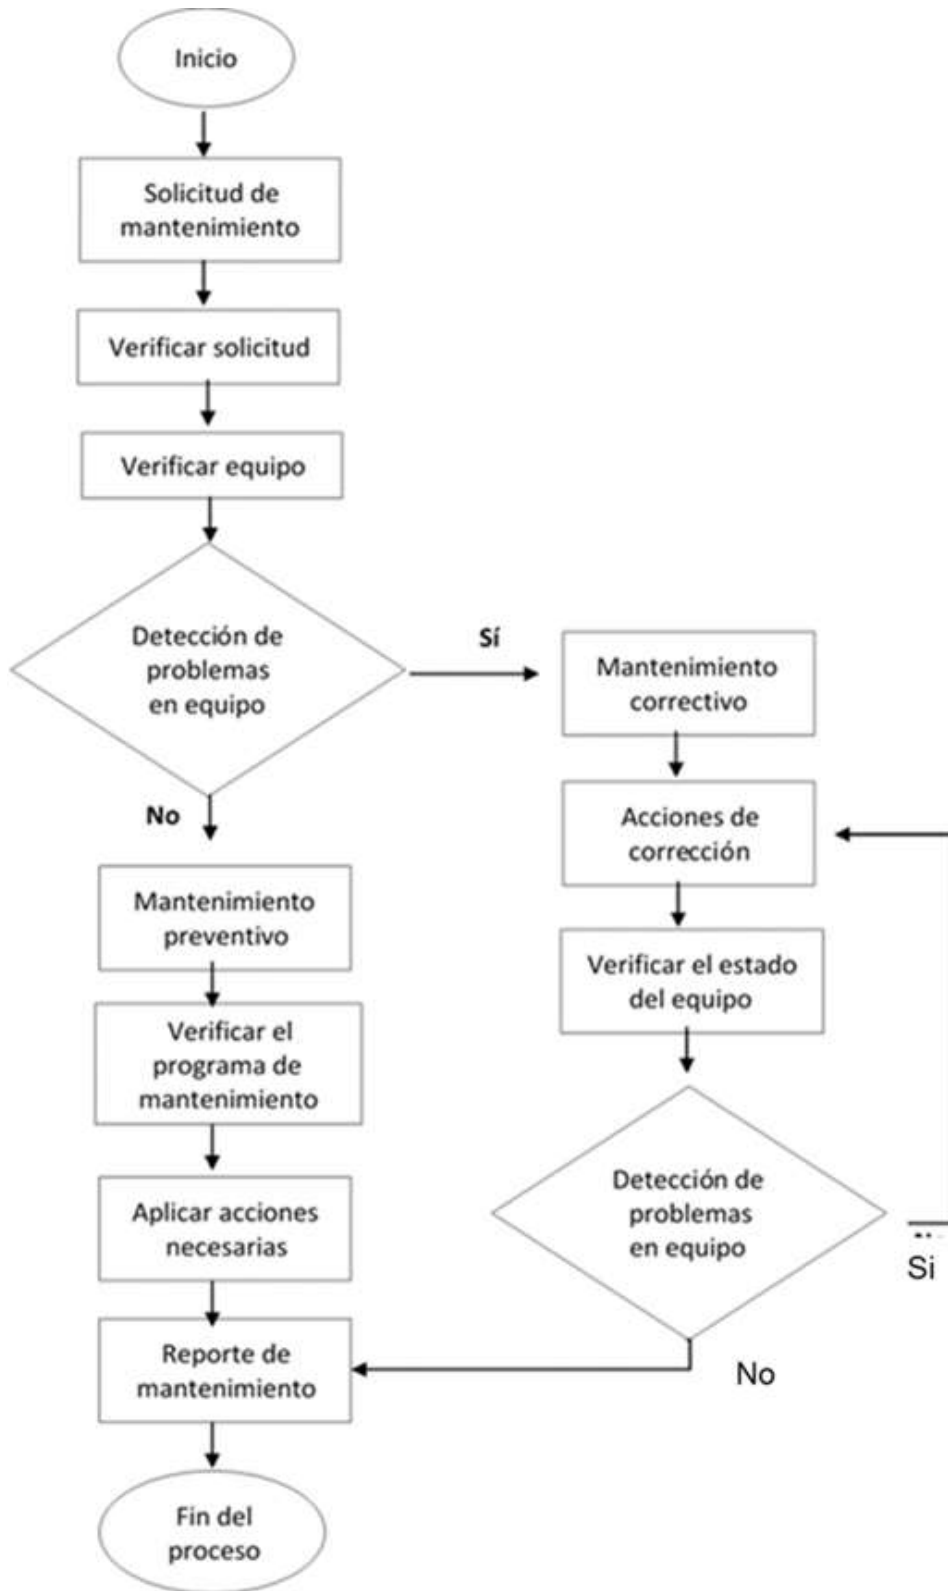 Inicio
Solicitud de
mantenimiento
Verificar solicitud
Verificar equipo
Detección de
problemas
en equipo
Sí
No
Mantenimiento
correctivo
Acciones de
corrección
Verificar el estado
del equipo
Detección de
problemas
en equipo
Si
No
Mantenimiento
preventivo
Verificar el
programa de
mantenimiento
Aplicar acciones
necesarias
Reporte de
mantenimiento
Fin del
proceso